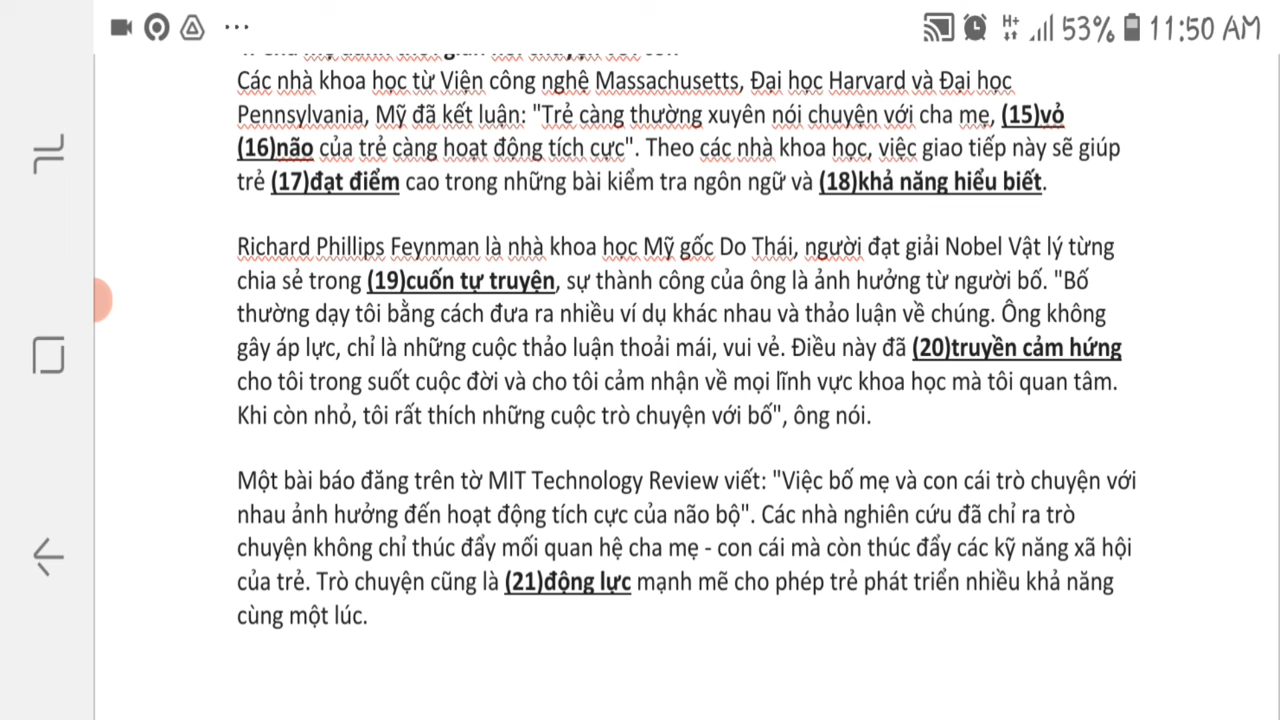 H+ 53% 11:50 AM
Các nhà khoa học từ Viện công nghệ Massachusetts, Đại học Harvard và Đại học
Pennsylvania, Mỹ đã kết luận: "Trẻ càng thường xuyên nói chuyện với cha mẹ, (15)vỏ
(16)não của trẻ càng hoạt động tích cực". Theo các nhà khoa học, việc giao tiếp này sẽ giúp
trẻ (17)đạt điểm cao trong những bài kiểm tra ngôn ngữ và (18)khả năng hiểu biết.
Richard Phillips Feynman là nhà khoa học Mỹ gốc Do Thái, người đạt giải Nobel Vật lý từng
chia sẻ trong (19)cuốn tự truyện, sự thành công của ông là ảnh hưởng từ người bố. "Bố
thường dạy tôi bằng cách đưa ra nhiều ví dụ khác nhau và thảo luận về chúng. Ông không
gây áp lực, chỉ là những cuộc thảo luận thoải mái, vui vẻ. Điều này đã (20)truyền cảm hứng
cho tôi trong suốt cuộc đời và cho tôi cảm nhận về mọi lĩnh vực khoa học mà tôi quan tâm.
Khi còn nhỏ, tôi rất thích những cuộc trò chuyện với bố", ông nói.
Một bài báo đăng trên tờ MIT Technology Review viết: "Việc bố mẹ và con cái trò chuyện với
nhau ảnh hưởng đến hoạt động tích cực của não bộ". Các nhà nghiên cứu đã chỉ ra trò
chuyện không chỉ thúc đẩy mối quan hệ cha mẹ - con cái mà còn thúc đẩy các kỹ năng xã hội
của trẻ. Trò chuyện cũng là (21)động lực mạnh mẽ cho phép trẻ phát triển nhiều khả năng
cùng một lúc.